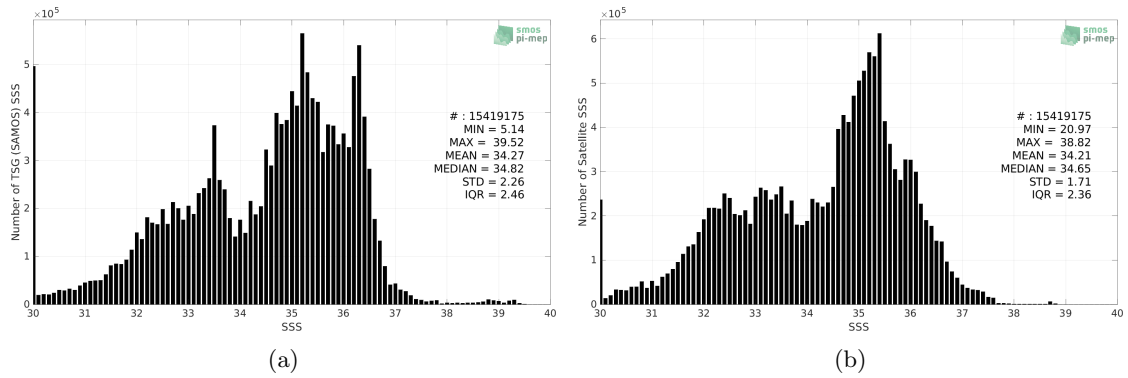 ×10⁵
smos
pi-mep
Number of TSG (SAMOS) SSS
5
4
3
2
1
0
# : 15419175
MIN = 5.14
MAX = 39.52
MEAN = 34.27
MEDIAN = 34.82
STD = 2.26
IQR = 2.46
30 31 32 33 34 35 36 37 38 39 40
SSS
(a)
×10⁵
smos
pi-mep
Number of Satellite SSS
6
5
4
3
2
1
0
# : 15419175
MIN = 20.97
MAX = 38.82
MEAN = 34.21
MEDIAN = 34.65
STD = 1.71
IQR = 2.36
30 31 32 33 34 35 36 37 38 39 40
SSS
(b)